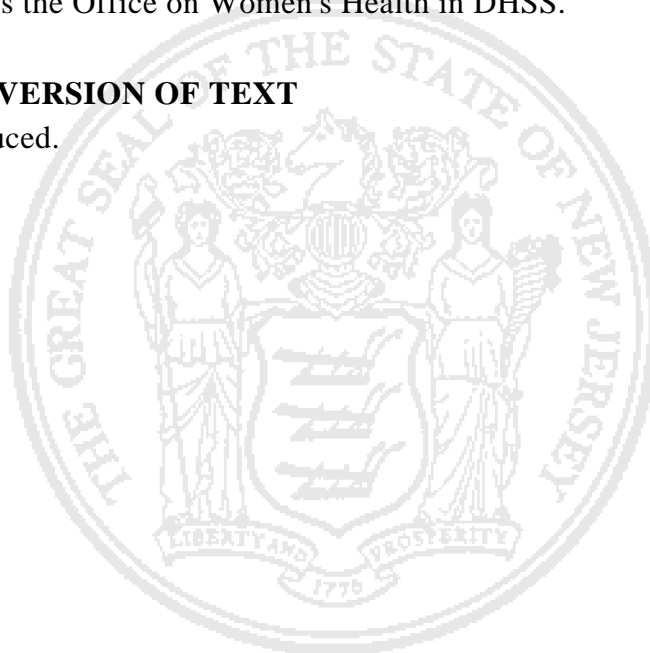 s the Office on Women's Health in DHSS.
VERSION OF TEXT
uced.
THE GREAT SEAL OF THE STATE OF NEW JERSEY
LIBERTY AND PROSPERITY
1776